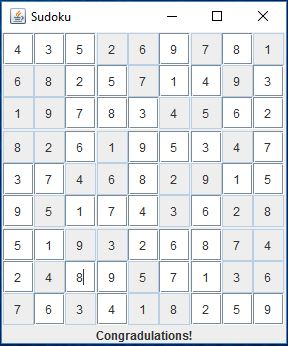 Sudoku
4 3 5 2 6 9 7 8 1
6 8 2 5 7 1 4 9 3
1 9 7 8 3 4 5 6 2
8 2 6 1 9 5 3 4 7
3 7 4 6 8 2 9 1 5
9 5 1 7 4 3 6 2 8
5 1 9 3 2 6 8 7 4
2 4 8 9 5 7 1 3 6
7 6 3 4 1 8 2 5 9
Congradulations!